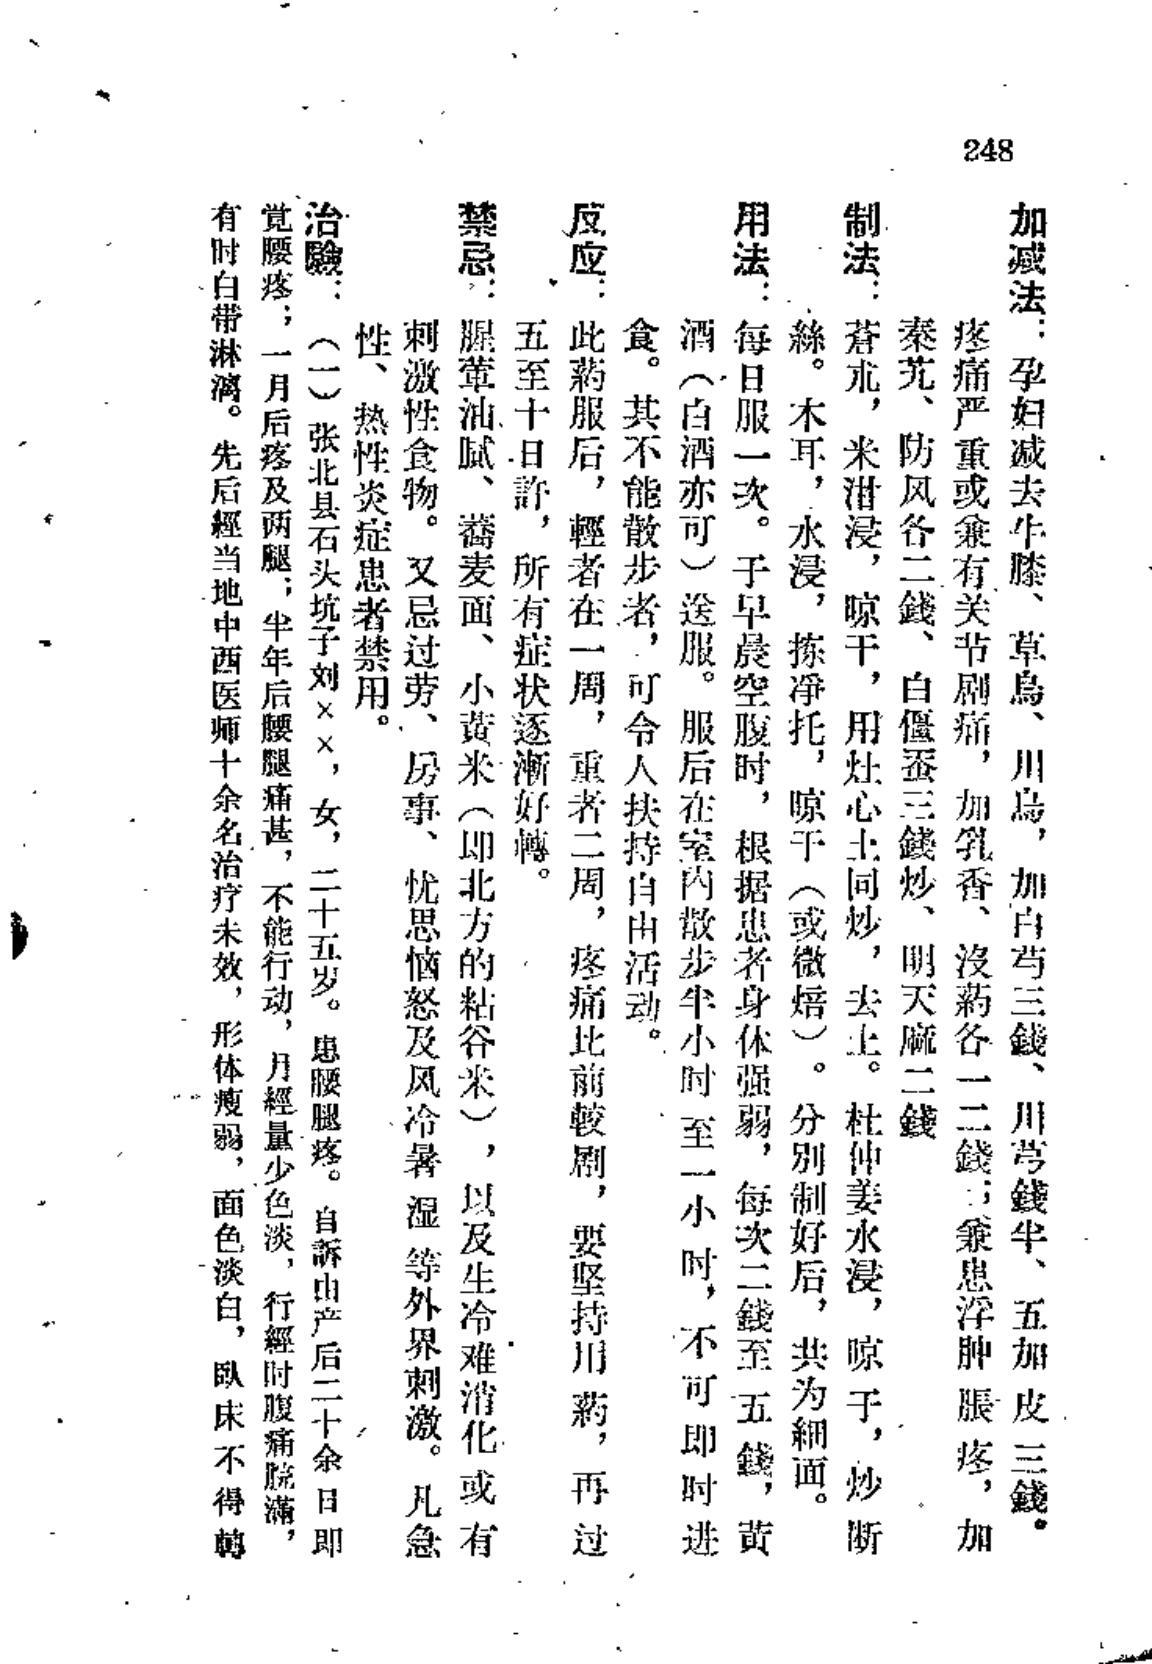 248
加减法：孕妇减去牛膝、草烏、川烏，加白芍三錢、川芎錢半、五加皮三錢。
疼痛严重或兼有关节剧痛，加乳香、沒葯各一二錢；兼患浮肿脹疼，加
秦艽、防风各二錢、白僵蚕三錢炒、明天麻二錢
制法：蒼朮，米泔浸，晾干，用灶心土同炒，去土。杜仲姜水浸，晾干，炒断
絲。木耳，水浸，拣凈托，晾干（或微焙）。分別制好后，共为細面。
用法：每日服一次。于早晨空腹时，根据患者身体强弱，每次二錢至五錢，黃
酒（白酒亦可）送服。服后在室內散步半小时至一小时，不可即时进
食。其不能散步者，可令人扶持自由活动。
反应：此葯服后，輕者在一周，重者二周，疼痛比前較剧，要坚持用葯，再过
五至十日許，所有症状逐漸好轉。
禁忌：腥葷油腻、蕎麦面、小黃米（即北方的粘谷米），以及生冷难消化或有
刺激性食物。又忌过劳、房事、忧思恼怒及风冷暑湿等外界刺激。凡急
性、热性炎症患者禁用。
治驗：（一）张北县石头坑子刘××，女，二十五岁。患腰腿疼。自訴由产后二十余日即
觉腰疼；一月后疼及两腿；半年后腰腿痛甚，不能行动，月經量少色淡，行經时腹痛脘滿，
有时白带淋漓。先后經当地中西医师十余名治疗未效，形体瘦弱，面色淡白，臥床不得轉